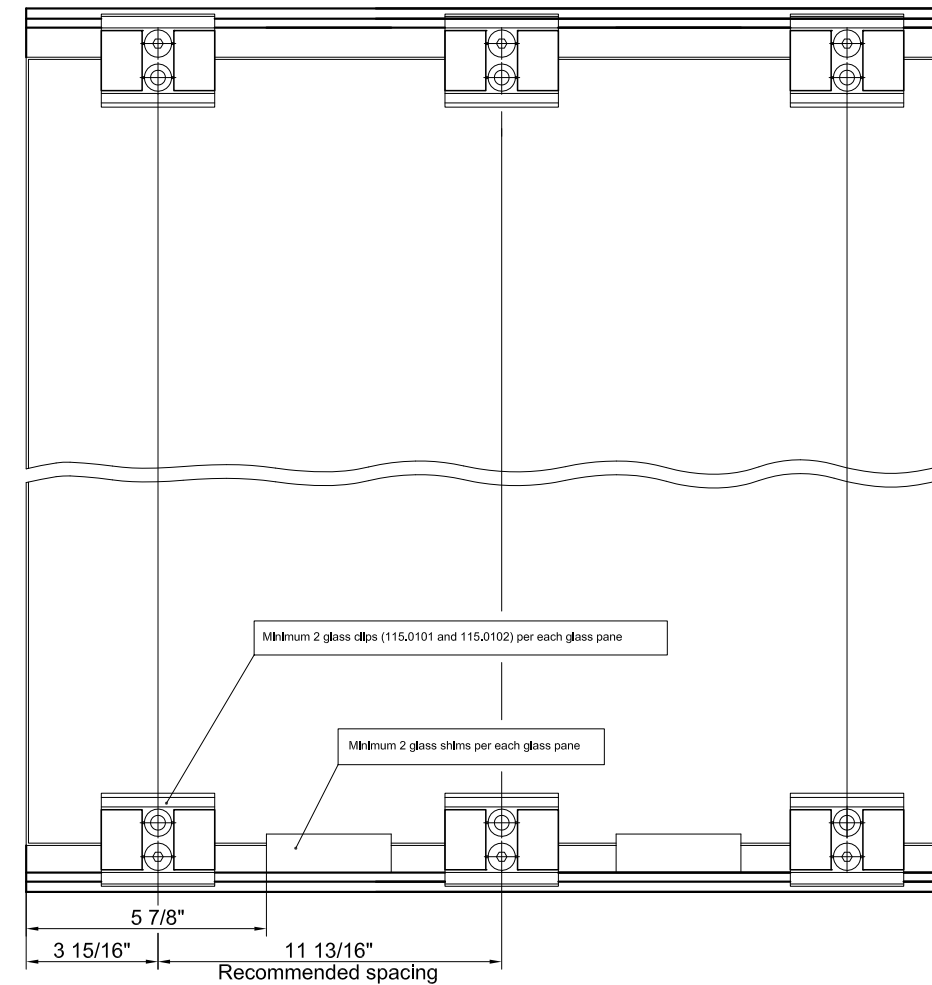 Minimum 2 glass clips (115.0101 and 115.0102) per each glass pane
Minimum 2 glass shims per each glass pane
5 7/8"
3 15/16"
11 13/16"
Recommended spacing